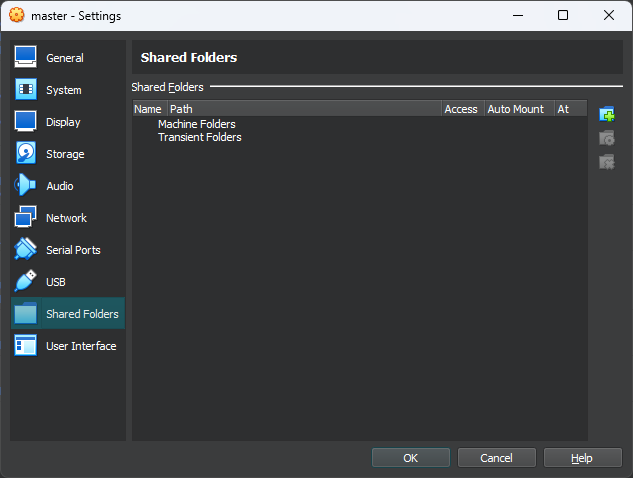 master - Settings
General
System
Display
Storage
Audio
Network
Serial Ports
USB
Shared Folders
User Interface
Shared Folders
Shared Folders
Name Path Access Auto Mount At
Machine Folders
Transient Folders
OK Cancel Help